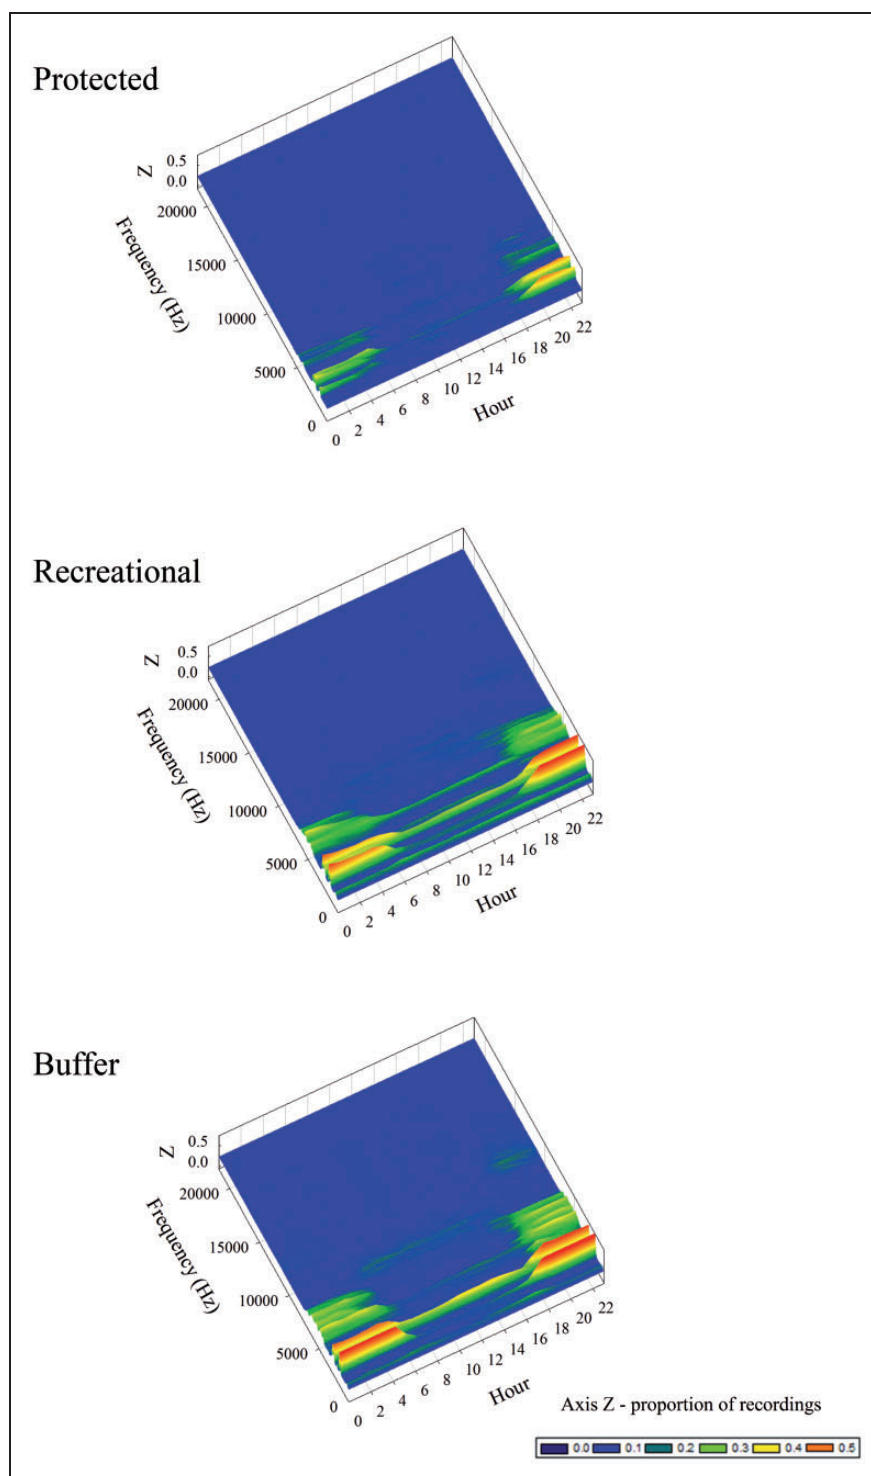 Protected
Z
0.5
0.0
Frequency (Hz)
20000
15000
10000
5000
0
0 2 4 6 8 10 12 14 16 18 20 22
Hour
Recreational
Z
0.5
0.0
Frequency (Hz)
20000
15000
10000
5000
0
0 2 4 6 8 10 12 14 16 18 20 22
Hour
Buffer
Z
0.5
0.0
Frequency (Hz)
20000
15000
10000
5000
0
0 2 4 6 8 10 12 14 16 18 20 22
Hour
Axis Z - proportion of recordings
0.0 0.1 0.2 0.3 0.4 0.5